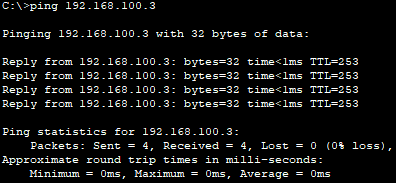 C:\>ping 192.168.100.3
Pinging 192.168.100.3 with 32 bytes of data:
Reply from 192.168.100.3: bytes=32 time<1ms TTL=253
Reply from 192.168.100.3: bytes=32 time<1ms TTL=253
Reply from 192.168.100.3: bytes=32 time<1ms TTL=253
Reply from 192.168.100.3: bytes=32 time<1ms TTL=253
Ping statistics for 192.168.100.3:
    Packets: Sent = 4, Received = 4, Lost = 0 (0% loss),
Approximate round trip times in milli-seconds:
    Minimum = 0ms, Maximum = 0ms, Average = 0ms